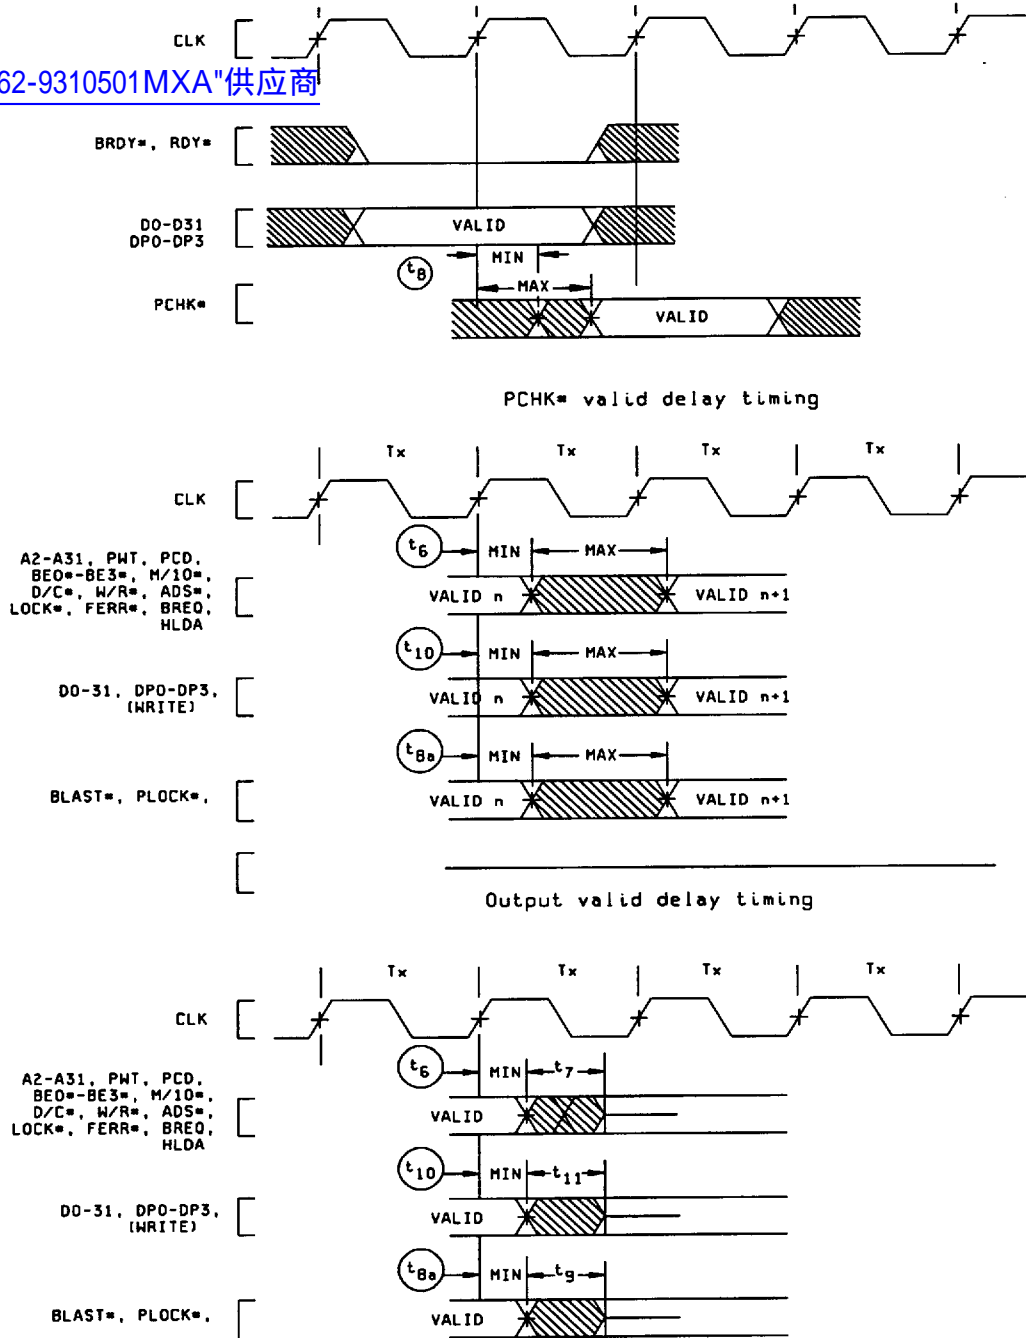 CLK
62-9310501MXA"供应商
BRDY*, RDY*
D0-D31
DP0-DP3
VALID
MIN
t8
MAX
PCHK*
VALID
PCHK* valid delay timing
Tx Tx Tx Tx
CLK
t6 MIN MAX
A2-A31, PWT, PCD,
BE0*-BE3*, M/IO*,
D/C*, W/R*, ADS*,
LOCK*, FERR*, BREQ,
HLDA
VALID n VALID n+1
t10 MIN MAX
D0-31, DP0-DP3,
(WRITE)
VALID n VALID n+1
t8a MIN MAX
BLAST*, PLOCK*,
VALID n VALID n+1
Output valid delay timing
Tx Tx Tx Tx
CLK
t6 MIN t7
A2-A31, PWT, PCD,
BE0*-BE3*, M/IO*,
D/C*, W/R*, ADS*,
LOCK*, FERR*, BREQ,
HLDA
VALID
t10 MIN t11
D0-31, DP0-DP3,
(WRITE)
VALID
t8a MIN t9
BLAST*, PLOCK*,
VALID